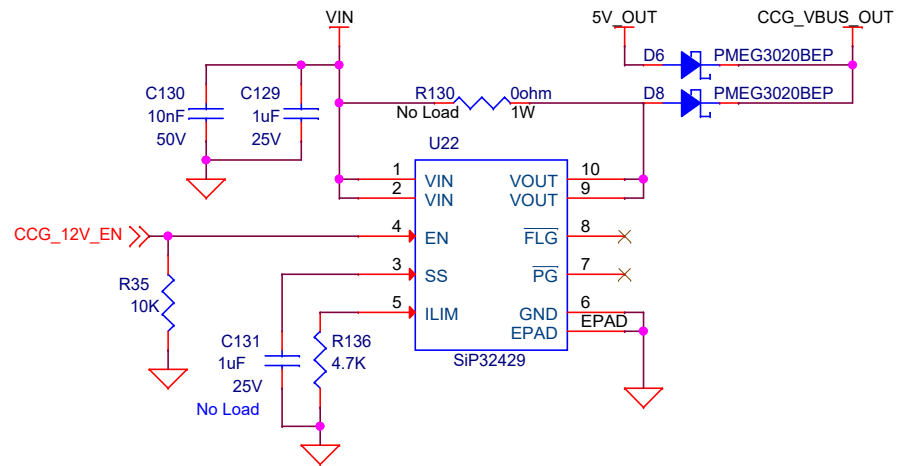 VIN
5V_OUT
CCG_VBUS_OUT
D6
PMEG3020BEP
C130
10nF
50V
C129
1uF
25V
R130
0ohm
No Load
1W
D8
PMEG3020BEP
U22
1
VIN
VOUT
10
2
VIN
VOUT
9
CCG_12V_EN
4
EN
FLG
8
3
SS
PG
7
R35
10K
5
ILIM
GND
6
EPAD
EPAD
C131
1uF
25V
No Load
R136
4.7K
SiP32429